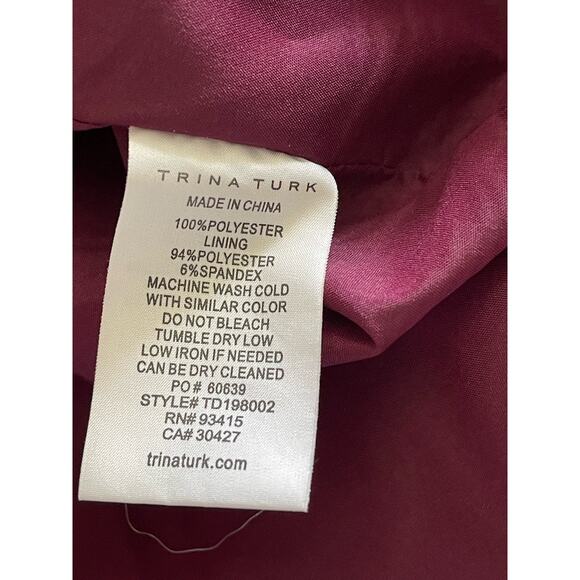 TRINA TURK
MADE IN CHINA
100%POLYESTER
LINING
94%POLYESTER
6%SPANDEX
MACHINE WASH COLD
WITH SIMILAR COLOR
DO NOT BLEACH
TUMBLE DRY LOW
LOW IRON IF NEEDED
CAN BE DRY CLEANED
PO# 60639
STYLE# TD198002
RN# 93415
CA# 30427
trinaturk.com